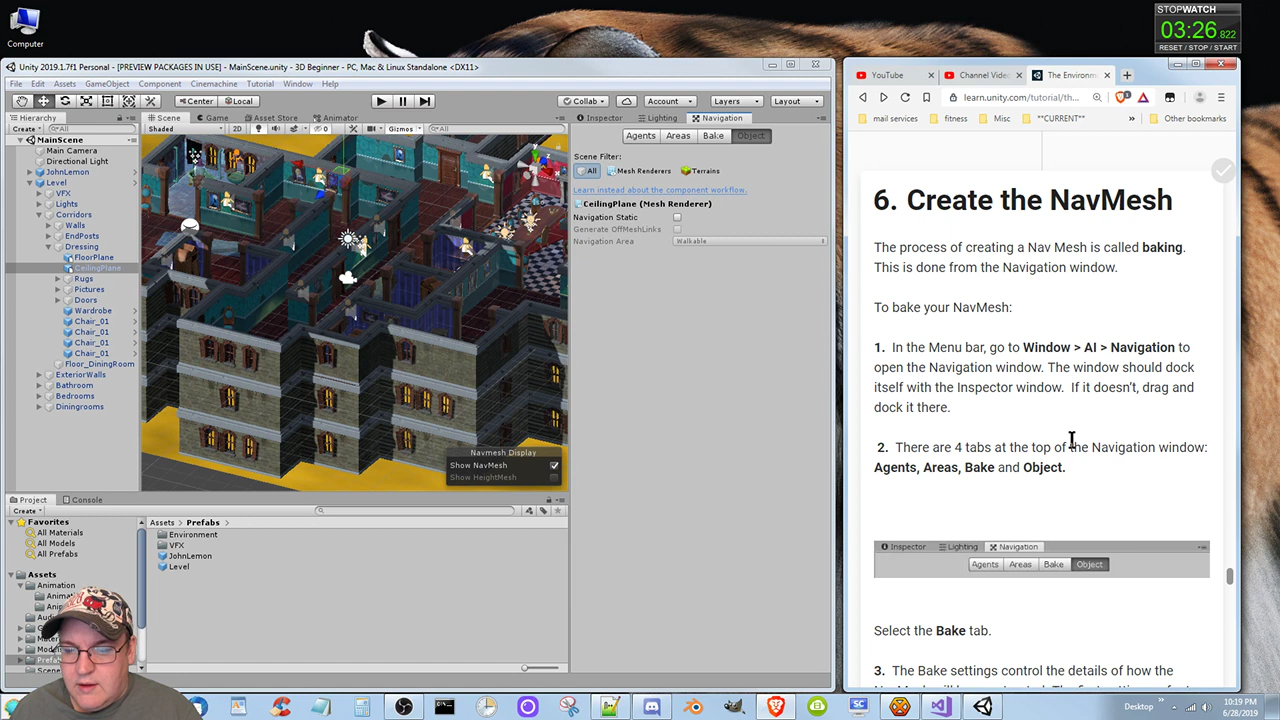 Computer
STOPWATCH
03:26.822
RESET / STOP / START
Unity 2019.1.7f1 Personal - [PREVIEW PACKAGES IN USE] - MainScene.unity - 3D Beginner - PC, Mac & Linux Standalone <DX11>
File Edit Assets GameObject Component Cinemachine Tutorial Window Help
Center Local Collab Account Layers Layout
Hierarchy
Create All
MainScene
Main Camera
Directional Light
JohnLemon
Level
VFX
Lights
Corridors
Walls
EndPosts
Dressing
FloorPlane
CeilingPlane
Rugs
Pictures
Doors
Wardrobe
Chair_01
Chair_01
Chair_01
Chair_01
Floor_DiningRoom
ExteriorWalls
Bathroom
Bedrooms
Diningrooms
Scene Game Asset Store Animator
Shaded 2D 0 Gizmos All
y
Navmesh Display
Show NavMesh
Show HeightMesh
Inspector Lighting Navigation
Agents Areas Bake Object
Scene Filter:
All Mesh Renderers Terrains
Learn instead about the component workflow.
CeilingPlane (Mesh Renderer)
Navigation Static
Generate OffMeshLinks
Navigation Area Walkable
Project Console
Create
Favorites
All Materials
All Models
All Prefabs
Assets
Animation
Assets Prefabs
Environment
VFX
JohnLemon
Level
YouTube Channel Video The Environm
learn.unity.com/tutorial/th...
mail services fitness Misc **CURRENT** » Other bookmarks
6. Create the NavMesh
The process of creating a Nav Mesh is called baking.
This is done from the Navigation window.
To bake your NavMesh:
1. In the Menu bar, go to Window > AI > Navigation to
open the Navigation window. The window should dock
itself with the Inspector window. If it doesn't, drag and
dock it there.
2. There are 4 tabs at the top of the Navigation window:
Agents, Areas, Bake and Object.
Inspector Lighting Navigation
Agents Areas Bake Object
Select the Bake tab.
3. The Bake settings control the details of how the
Desktop »
10:19 PM
6/28/2019